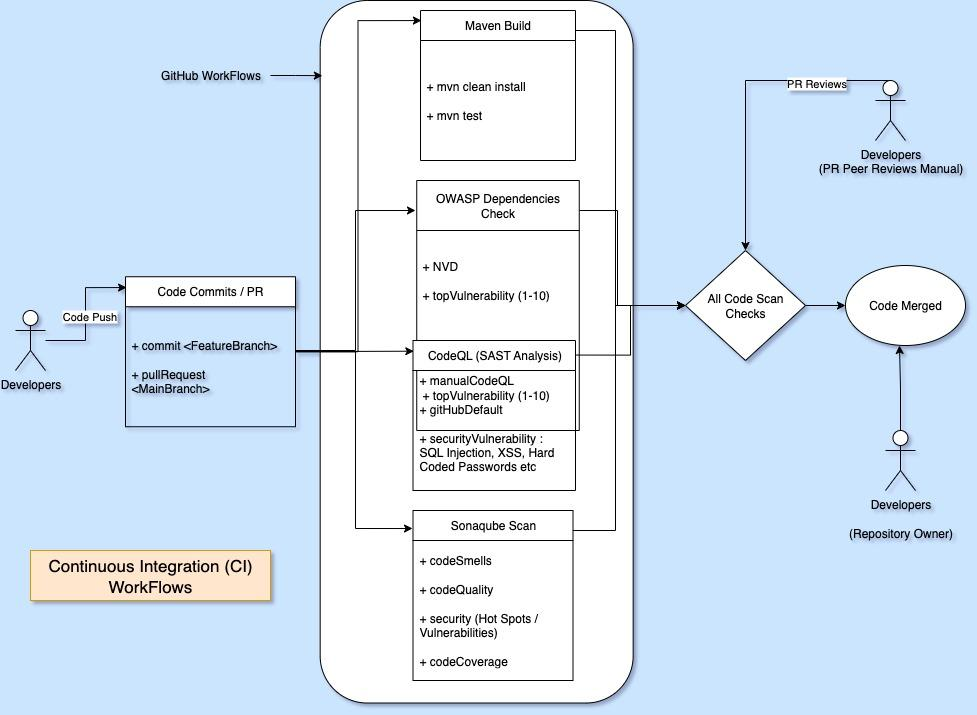 Maven Build
GitHub WorkFlows
+ mvn clean install
+ mvn test
PR Reviews
Developers
(PR Peer Reviews Manual)
OWASP Dependencies
Check
+ NVD
+ topVulnerability (1-10)
Code Commits / PR
Code Push
+ commit <FeatureBranch>
+ pullRequest
<MainBranch>
Developers
CodeQL (SAST Analysis)
+ manualCodeQL
+ topVulnerability (1-10)
+ gitHubDefault
+ securityVulnerability :
SQL Injection, XSS, Hard
Coded Passwords etc
All Code Scan
Checks
Code Merged
Developers
(Repository Owner)
Sonaqube Scan
+ codeSmells
+ codeQuality
+ security (Hot Spots /
Vulnerabilities)
+ codeCoverage
Continuous Integration (CI)
WorkFlows